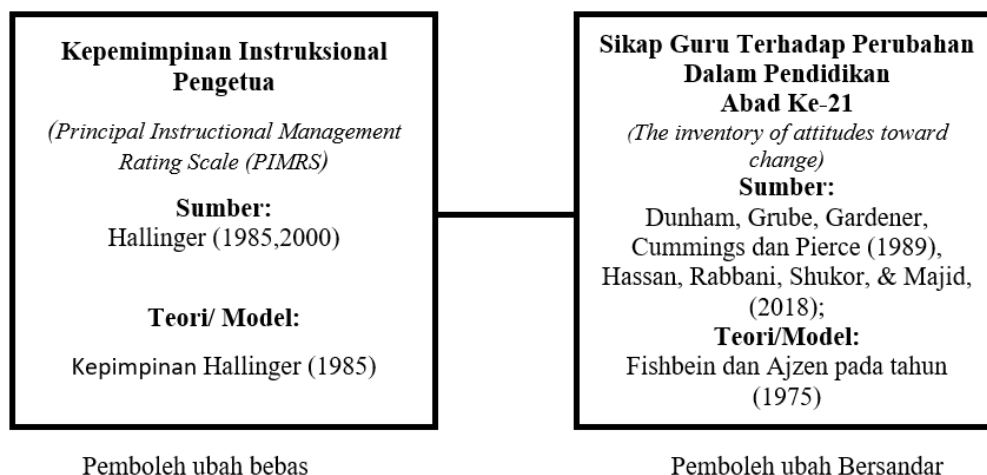 Kepemimpinan Instruksional
Pengetua
(Principal Instructional Management
Rating Scale (PIMRS)
Sumber:
Hallinger (1985,2000)
Teori/ Model:
Kepimpinan Hallinger (1985)
Pemboleh ubah bebas
Sikap Guru Terhadap Perubahan
Dalam Pendidikan
Abad Ke-21
(The inventory of attitudes toward
change)
Sumber:
Dunham, Grube, Gardener,
Cummings dan Pierce (1989),
Hassan, Rabbani, Shukor, & Majid,
(2018);
Teori/Model:
Fishbein dan Ajzen pada tahun
(1975)
Pemboleh ubah Bersandar